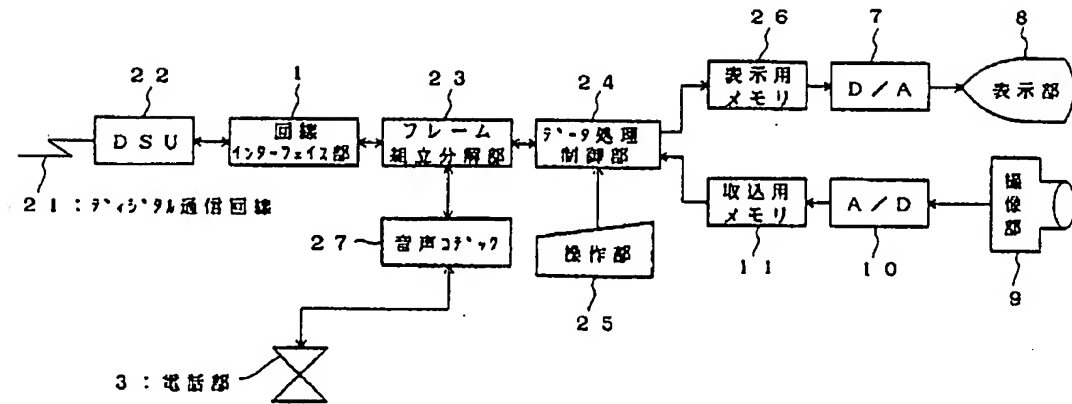 22
DSU
1
回線
インターフェイス部
23
フレーム
組立分解部
24
データ処理
制御部
26
表示用
メモリ
7
D/A
8
表示部
21:ディジタル通信回線
27
音声コデック
操作部
25
取込用
メモリ
11
A/D
10
撮像部
9
3:電話部